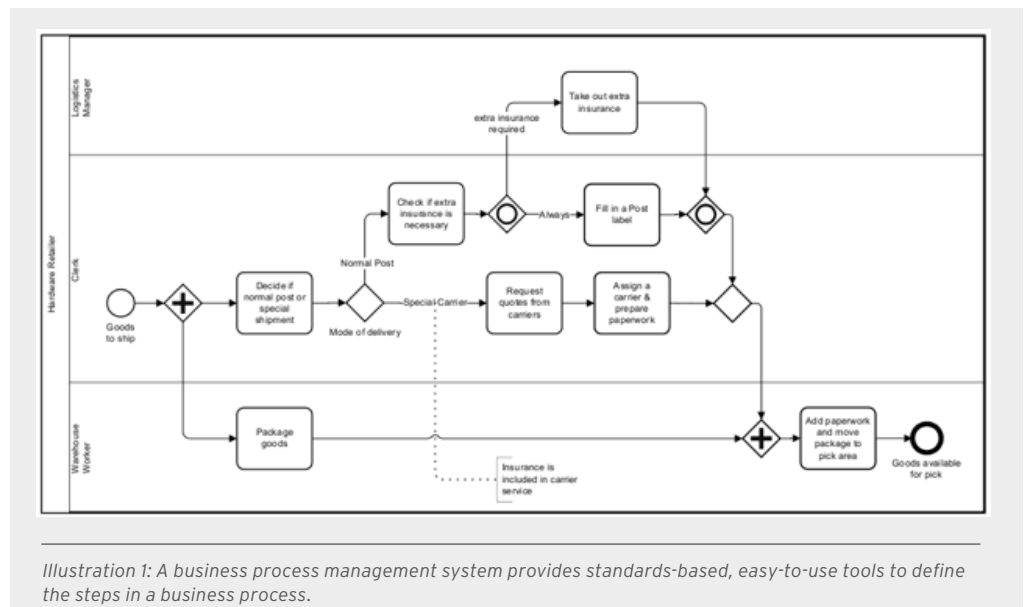 Hardware Retailer
Logistics
Manager
Take out extra
insurance
extra insurance
required
Clerk
Check if extra
insurance is
necessary
Always
Fill in a Post
label
Normal Post
Goods
to ship
Decide if
normal post or
special
shipment
Mode of delivery
Special Carrier
Request
quotes from
carriers
Assign a
carrier &
prepare
paperwork
Warehouse
Worker
Package
goods
Insurance is
included in carrier
service
Add paperwork
and move
package to
pick area
Goods available
for pick
Illustration 1: A business process management system provides standards-based, easy-to-use tools to define
the steps in a business process.